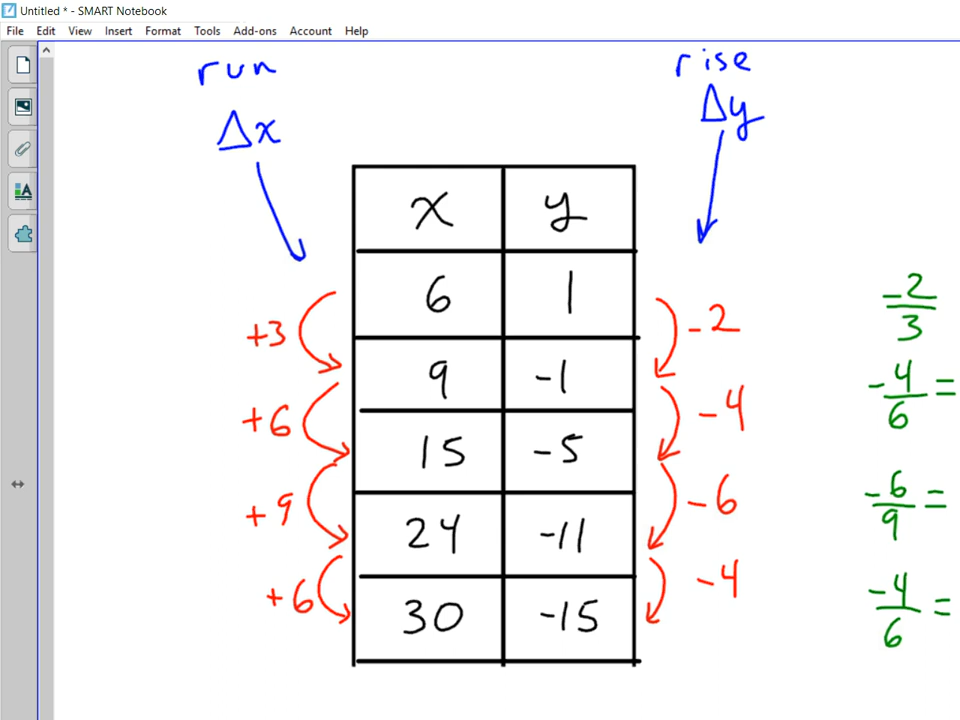 Untitled * - SMART Notebook
File Edit View Insert Format Tools Add-ons Account Help
run rise
Δx Δy
x y
6 1
+3 -2
-2/3
9 -1
+6 -4
-4/6 =
15 -5
+9 -6
-6/9 =
24 -11
+6 -4
-4/6 =
30 -15